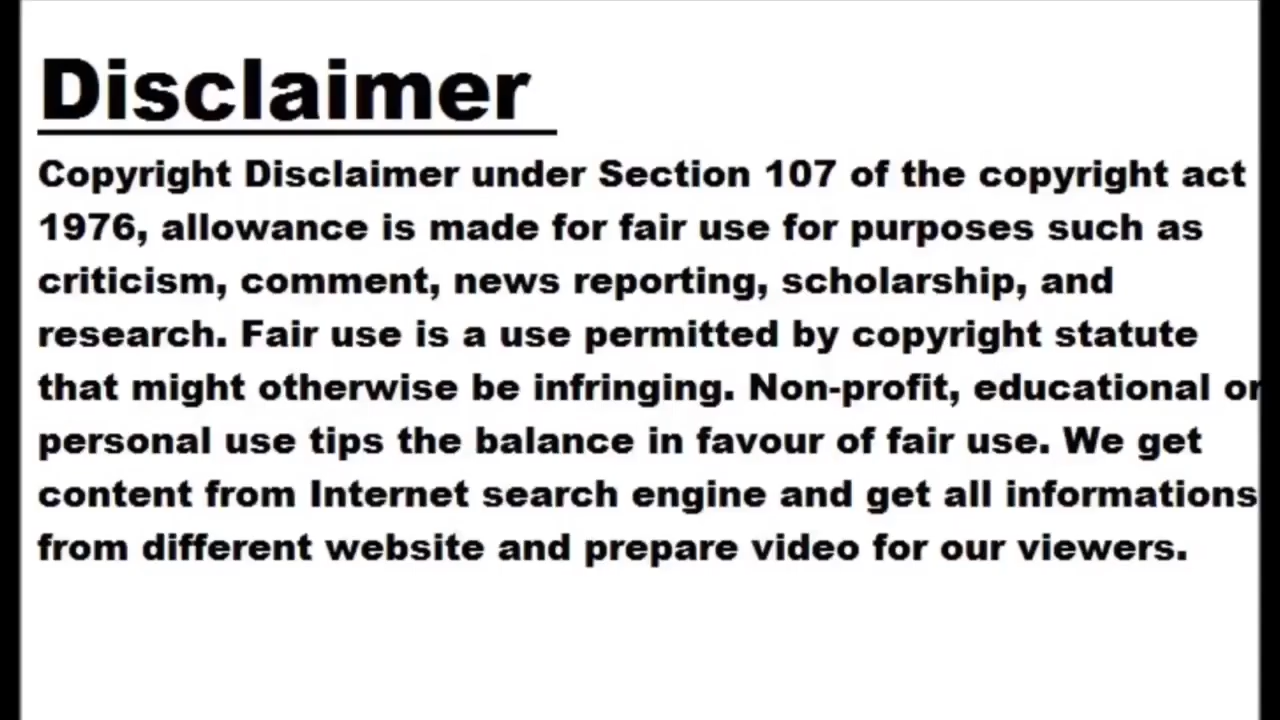 Disclaimer
Copyright Disclaimer under Section 107 of the copyright act
1976, allowance is made for fair use for purposes such as
criticism, comment, news reporting, scholarship, and
research. Fair use is a use permitted by copyright statute
that might otherwise be infringing. Non-profit, educational or
personal use tips the balance in favour of fair use. We get
content from Internet search engine and get all informations
from different website and prepare video for our viewers.